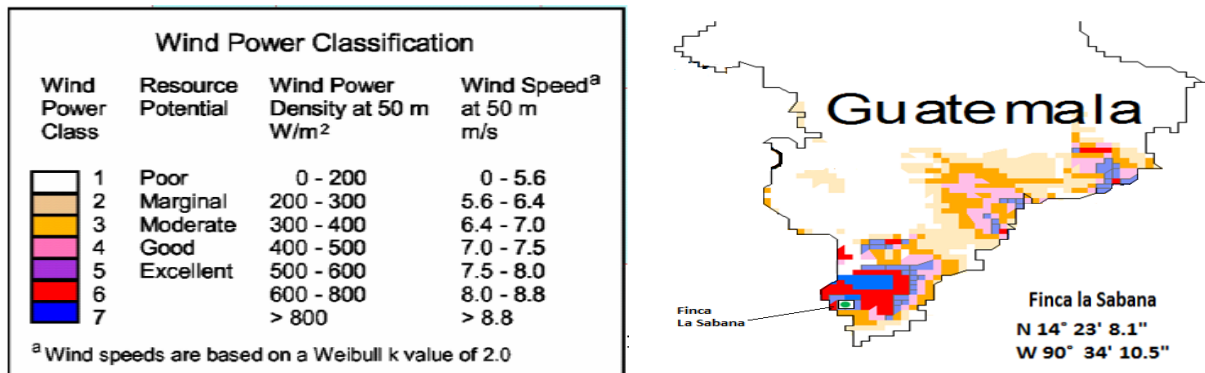 Wind Power Classification
Wind Power Class Resource Potential Wind Power Density at 50 m W/m² Wind Speedᵃ at 50 m m/s
1 Poor 0 - 200 0 - 5.6
2 Marginal 200 - 300 5.6 - 6.4
3 Moderate 300 - 400 6.4 - 7.0
4 Good 400 - 500 7.0 - 7.5
5 Excellent 500 - 600 7.5 - 8.0
6 600 - 800 8.0 - 8.8
7 > 800 > 8.8
ᵃ Wind speeds are based on a Weibull k value of 2.0
Guatemala
Finca
La Sabana
Finca la Sabana
N 14° 23' 8.1"
W 90° 34' 10.5"